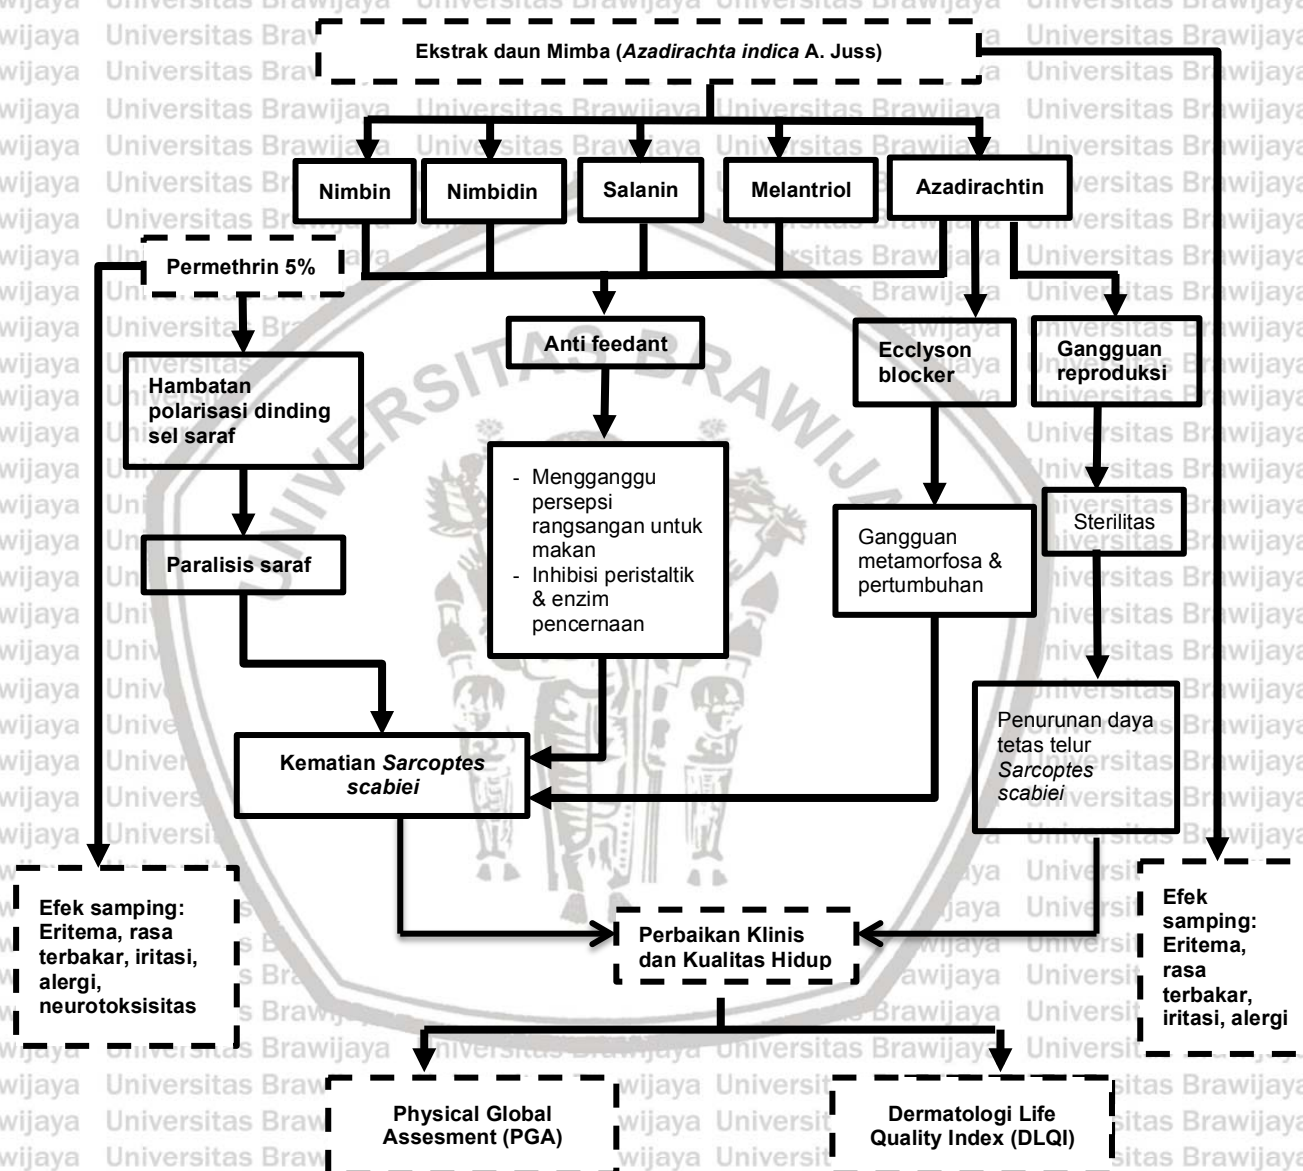 Ekstrak daun Mimba (Azadirachta indica A. Juss)
Nimbin
Nimbidin
Salanin
Melantriol
Azadirachtin
Permethrin 5%
Anti feedant
Ecclyson
blocker
Gangguan
reproduksi
Hambatan
polarisasi dinding
sel saraf
- Mengganggu
persepsi
rangsangan untuk
makan
- Inhibisi peristaltik
& enzim
pencernaan
Gangguan
metamorfosa &
pertumbuhan
Sterilitas
Paralisis saraf
Kematian Sarcoptes
scabiei
Penurunan daya
tetas telur
Sarcoptes
scabiei
Efek samping:
Eritema, rasa
terbakar, iritasi,
alergi,
neurotoksisitas
Perbaikan Klinis
dan Kualitas Hidup
Efek
samping:
Eritema,
rasa
terbakar,
iritasi, alergi
Physical Global
Assesment (PGA)
Dermatologi Life
Quality Index (DLQI)
UNIVERSITAS BRAWIJAYA